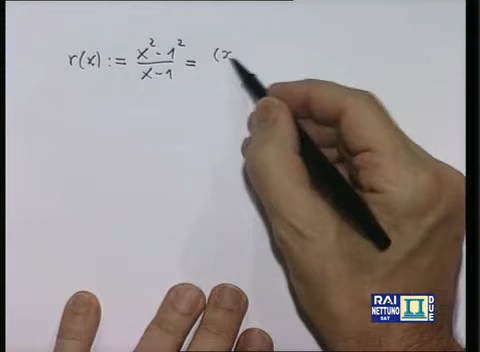 r(x) := (x² - 1²)/(x - 1) = (x
RAI
NETTUNO
SAT
DUE